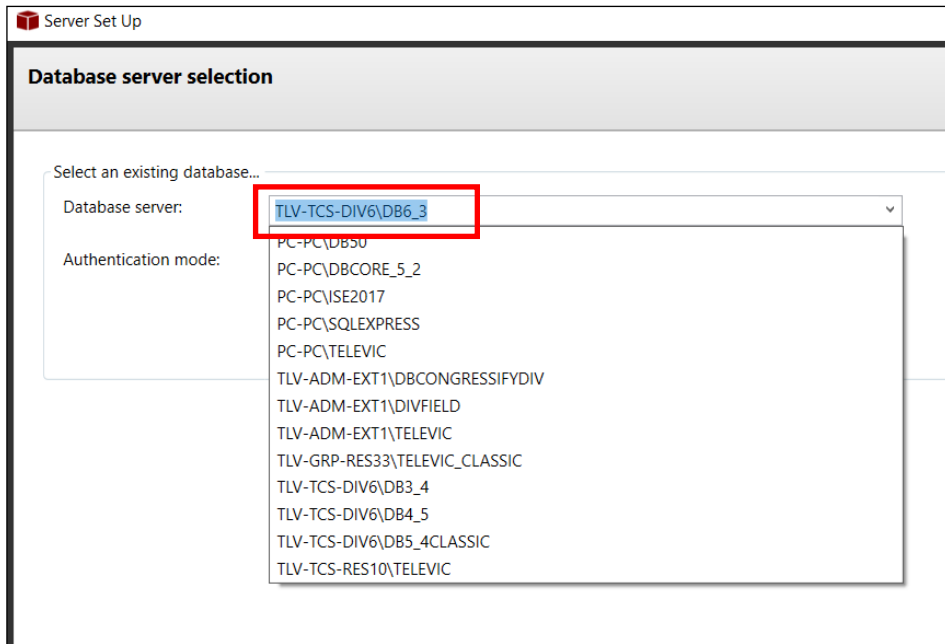 Server Set Up
Database server selection
Select an existing database...
Database server:
TLV-TCS-DIV6\DB6_3
Authentication mode:
PC-PC\DB50
PC-PC\DBCORE_5_2
PC-PC\ISE2017
PC-PC\SQLEXPRESS
PC-PC\TELEVIC
TLV-ADM-EXT1\DBCONGRESSIFYDIV
TLV-ADM-EXT1\DIVFIELD
TLV-ADM-EXT1\TELEVIC
TLV-GRP-RES33\TELEVIC_CLASSIC
TLV-TCS-DIV6\DB3_4
TLV-TCS-DIV6\DB4_5
TLV-TCS-DIV6\DB5_4CLASSIC
TLV-TCS-RES10\TELEVIC